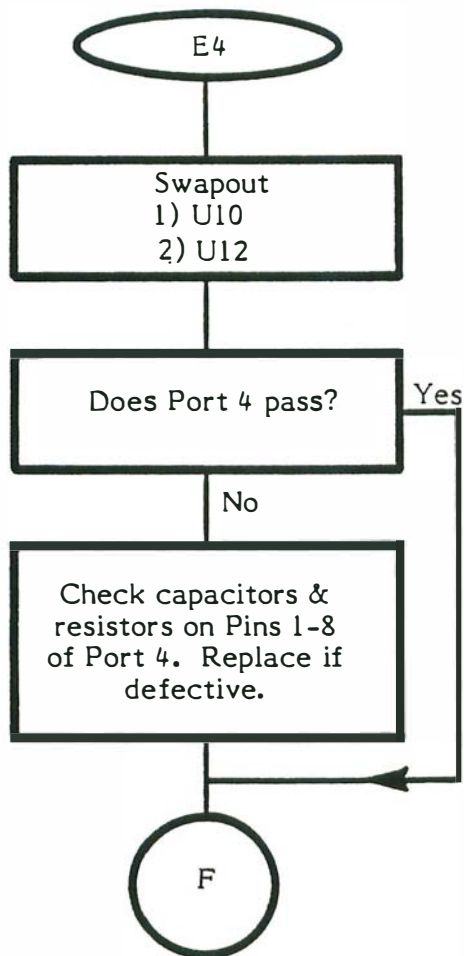 E4
Swapout
1) U10
2) U12
Does Port 4 pass?
Yes
No
Check capacitors &
resistors on Pins 1-8
of Port 4. Replace if
defective.
F